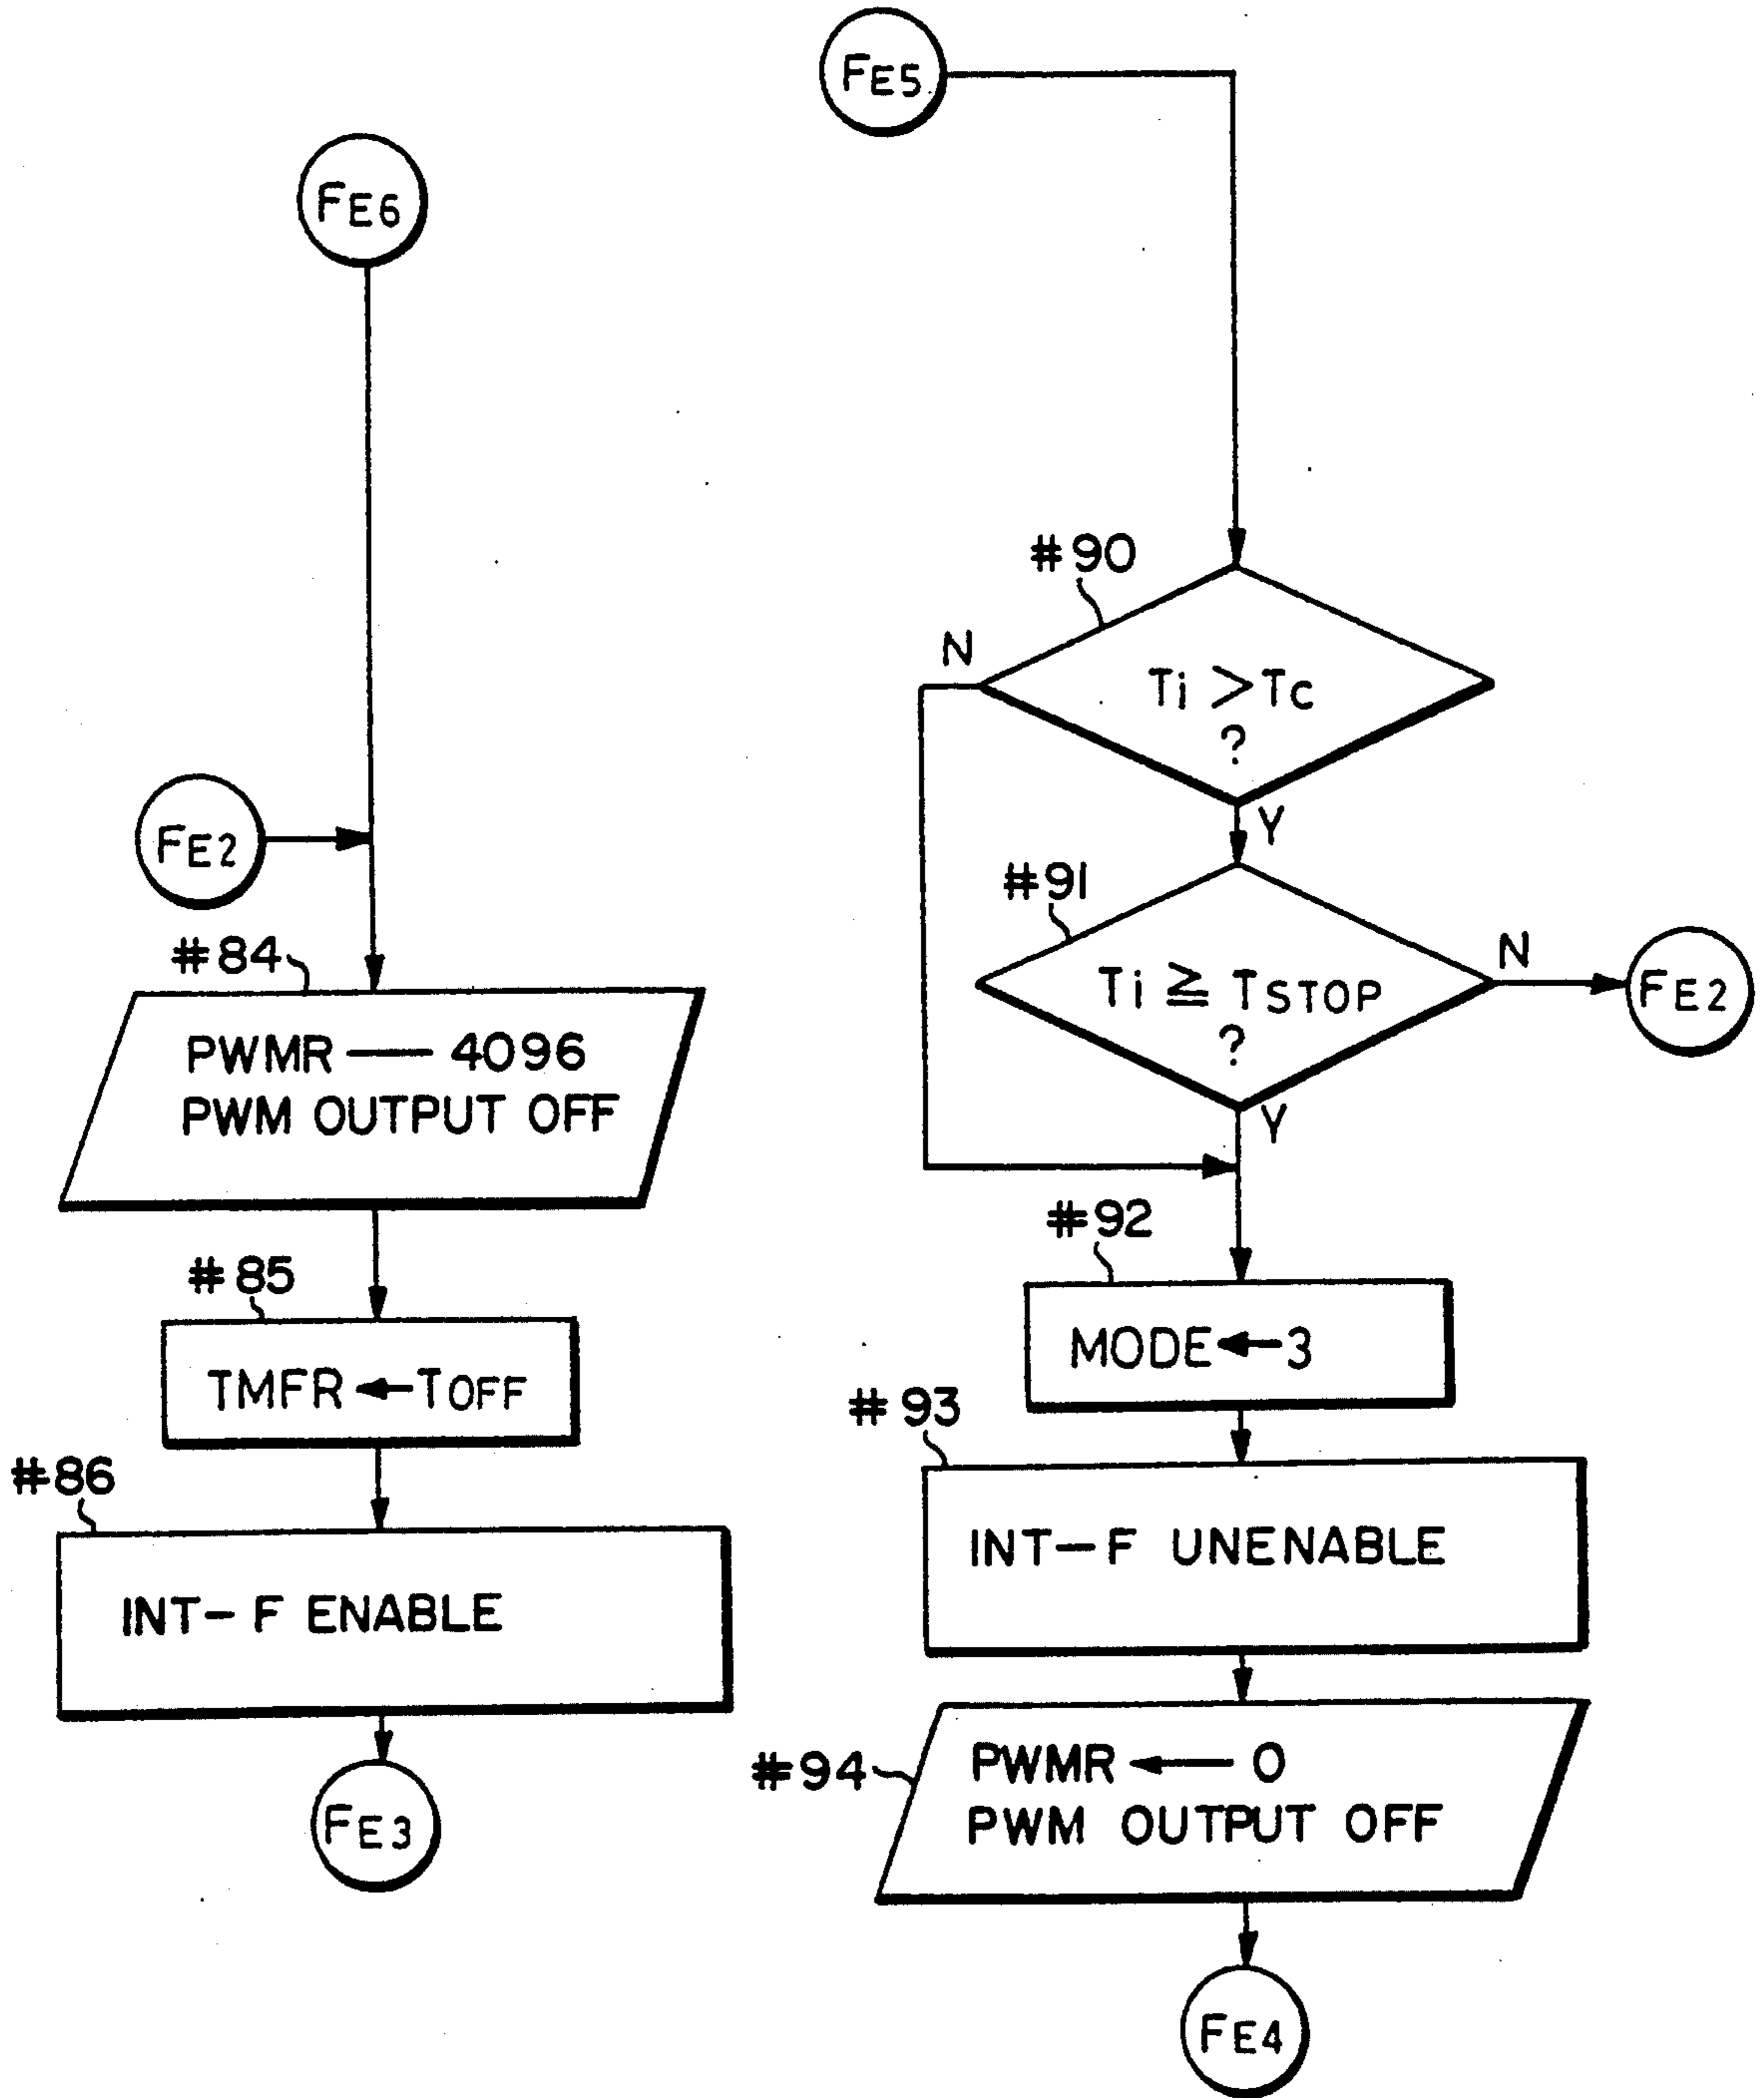 FE6
FE2
#84
PWMR — 4096
PWM OUTPUT OFF
#85
TMFR ← TOFF
#86
INT-F ENABLE
FE3
FE5
#90
N
Ti > Tc
?
Y
#91
N
Ti ≧ TSTOP
?
FE2
Y
#92
MODE ← 3
#93
INT-F UNENABLE
#94
PWMR ← 0
PWM OUTPUT OFF
FE4